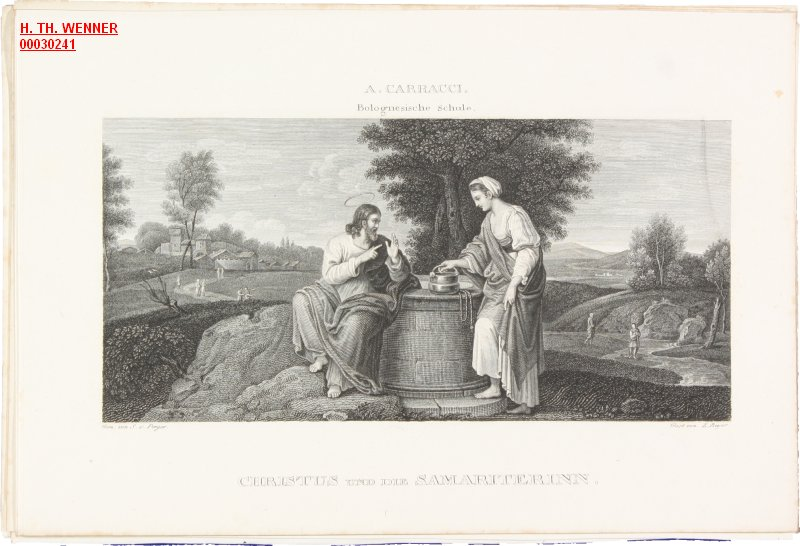 H. TH. WENNER
00030241
A. CARRACCI.
Bolognesische Schule.
CHRISTUS UND DIE SAMARITERINN.